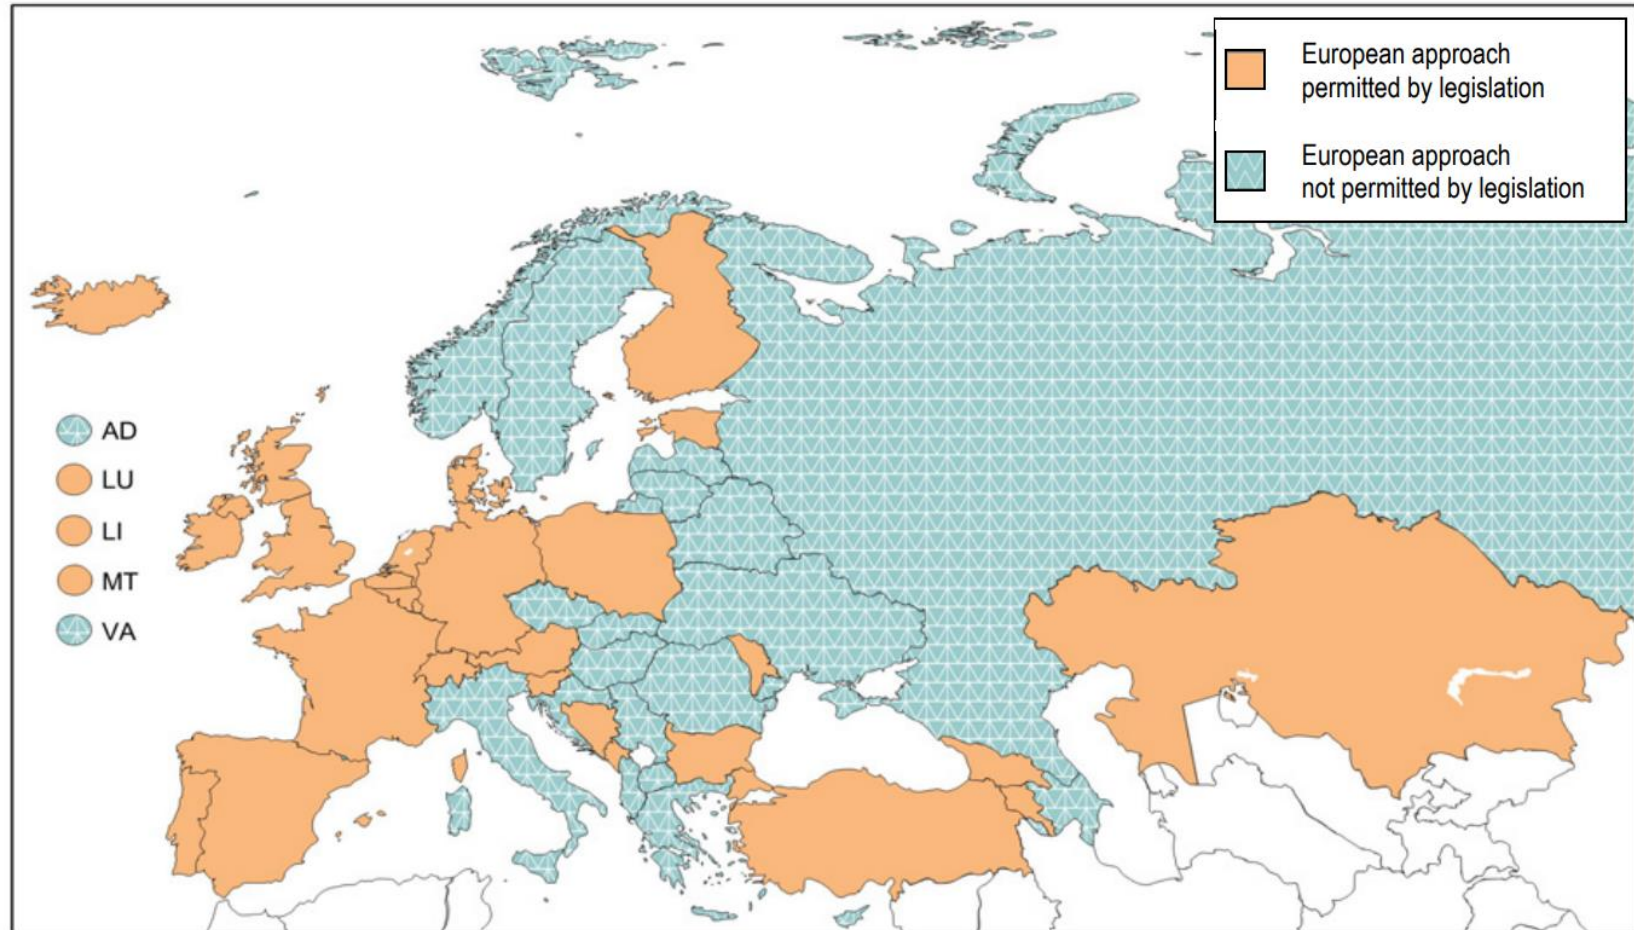 European approach
permitted by legislation
European approach
not permitted by legislation
AD
LU
LI
MT
VA